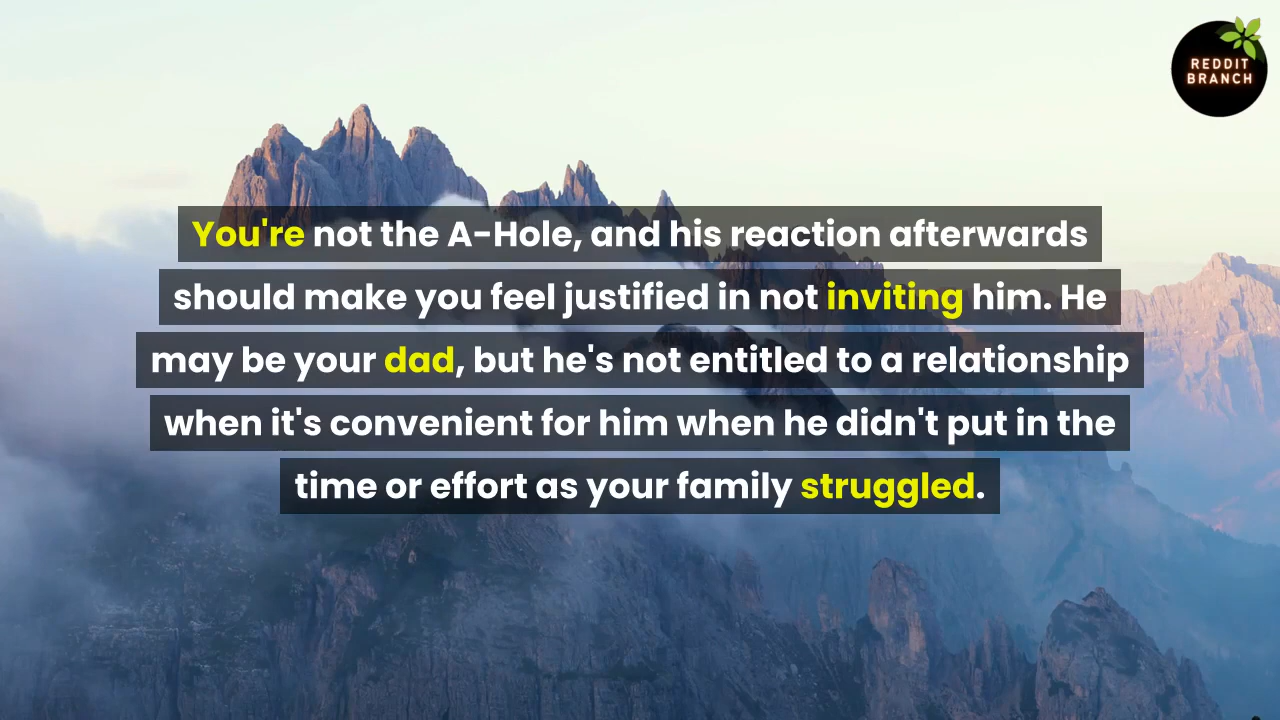 REDDIT
BRANCH
You're not the A-Hole, and his reaction afterwards
should make you feel justified in not inviting him. He
may be your dad, but he's not entitled to a relationship
when it's convenient for him when he didn't put in the
time or effort as your family struggled.